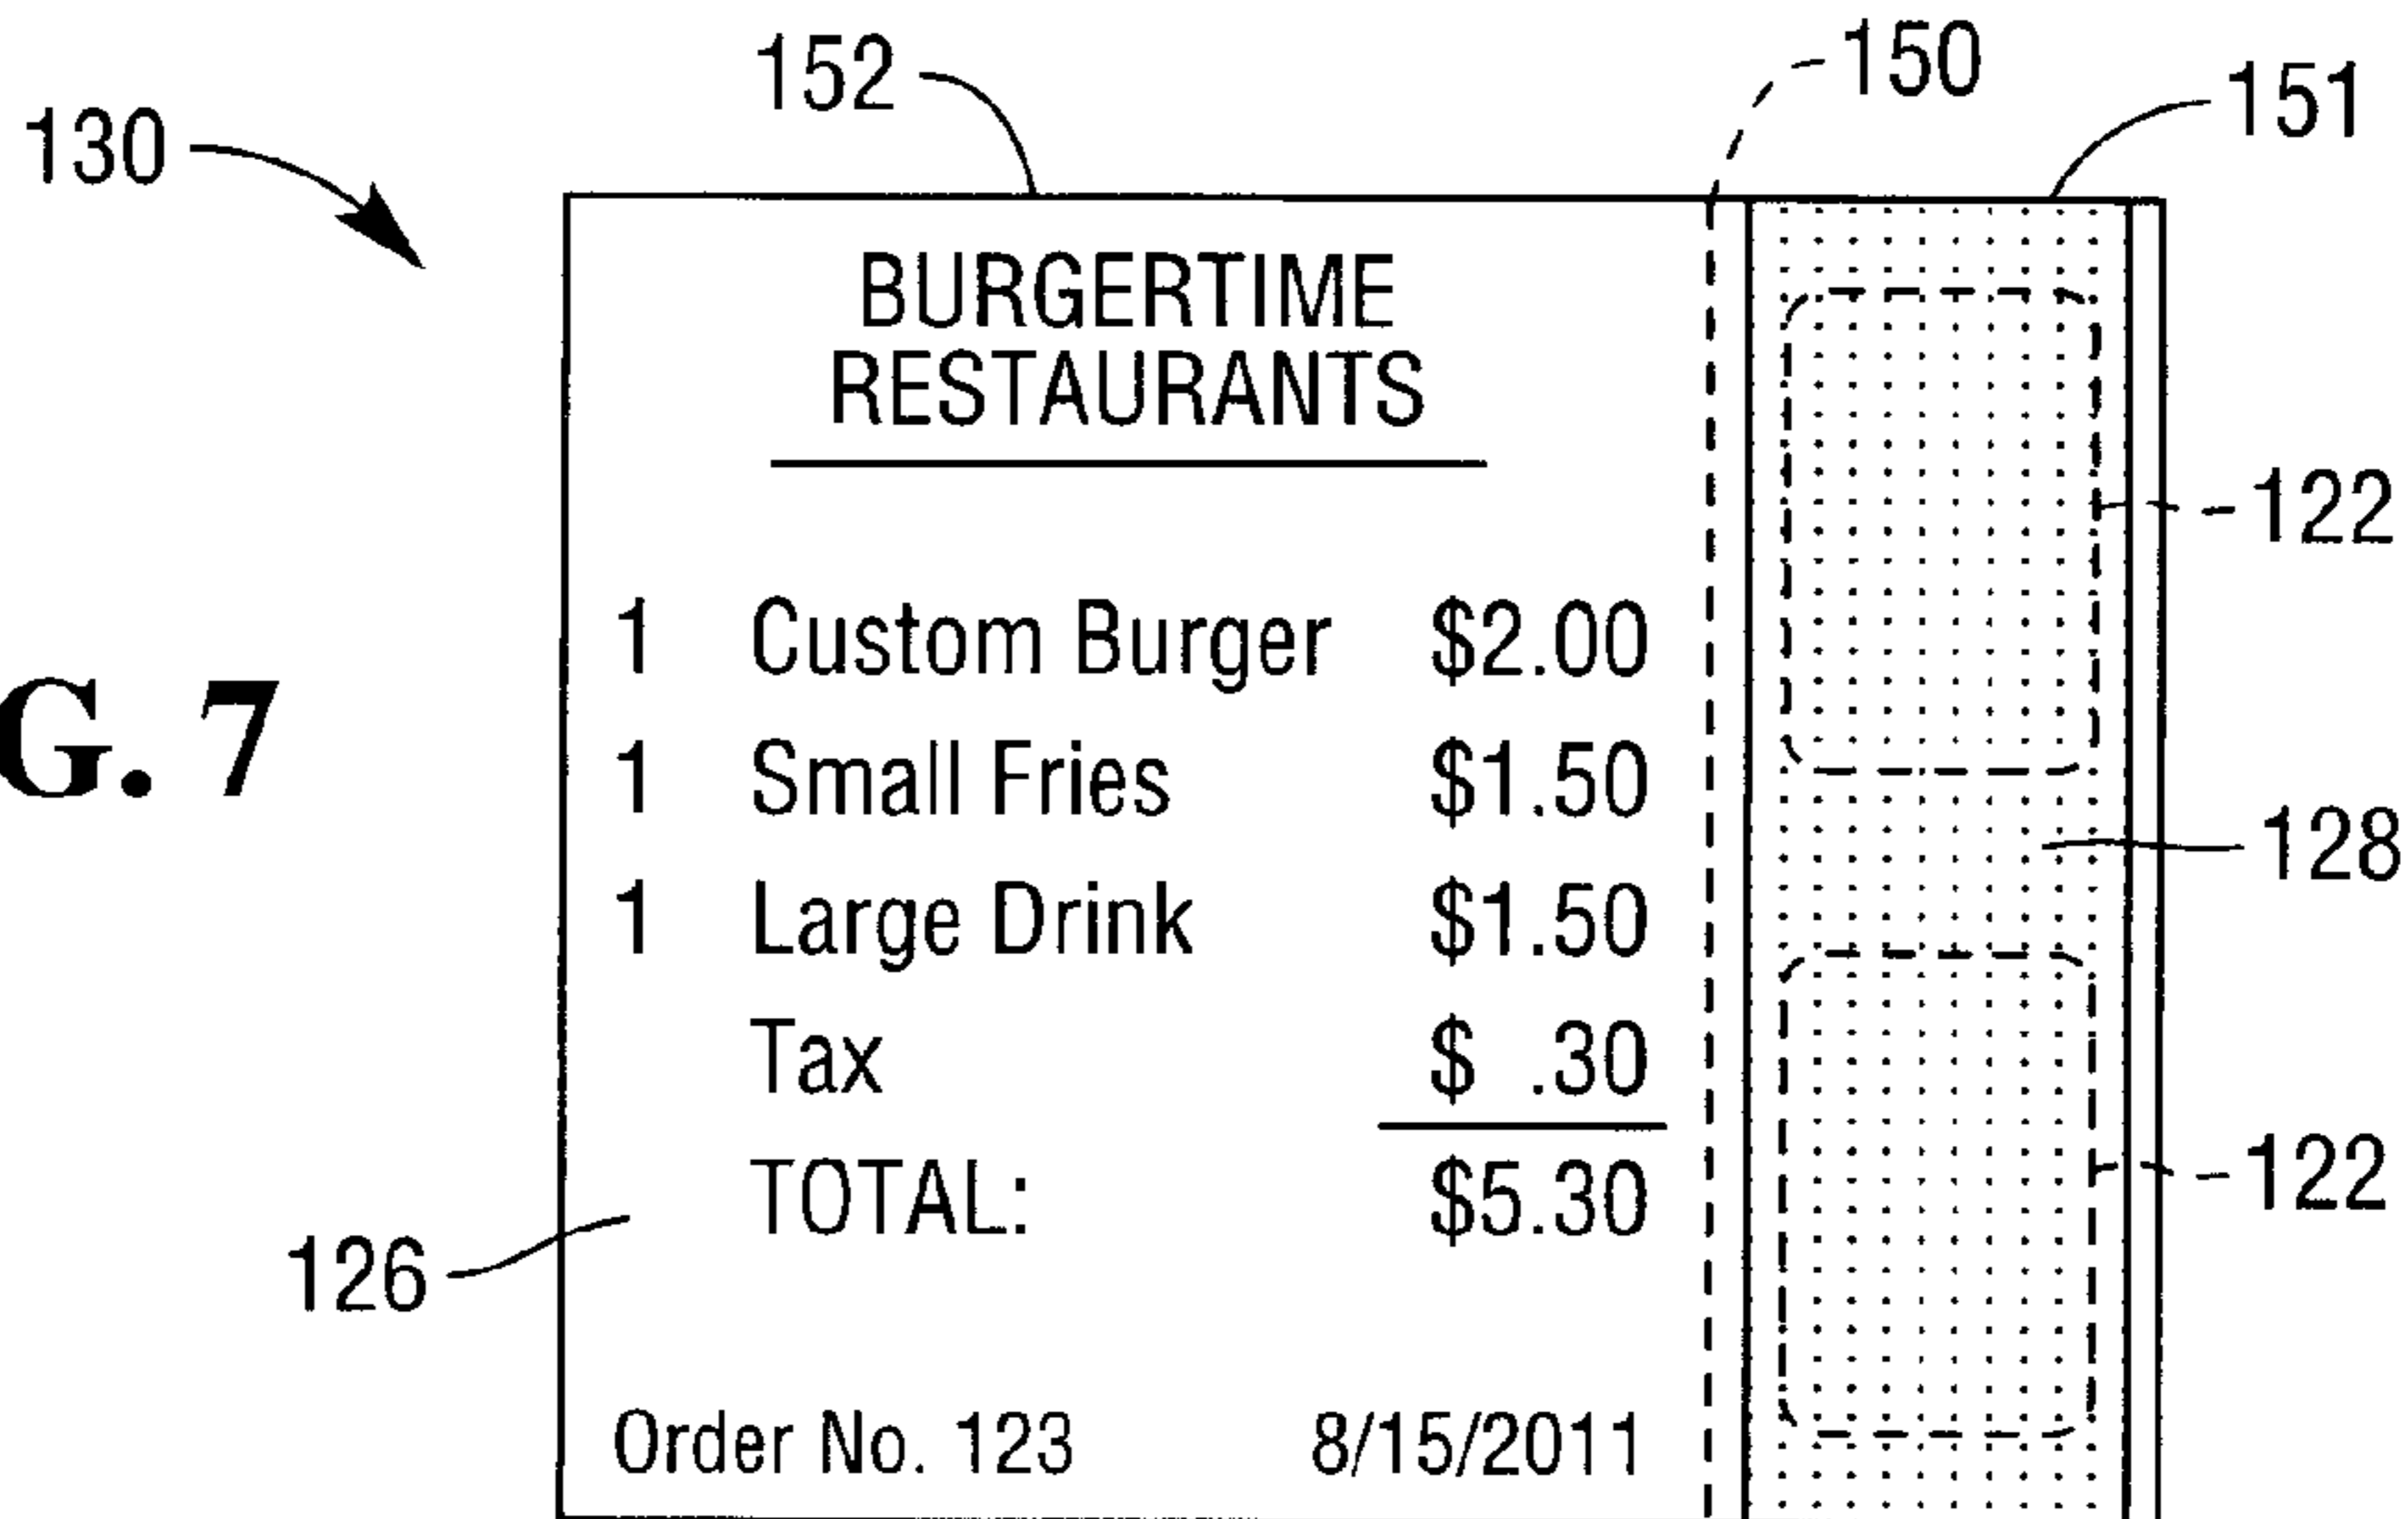 152
150
151
130
BURGERTIME
RESTAURANTS
122
1 Custom Burger $2.00
G. 7
1 Small Fries $1.50
128
1 Large Drink $1.50
Tax $ .30
TOTAL: $5.30
122
126
Order No. 123 8/15/2011